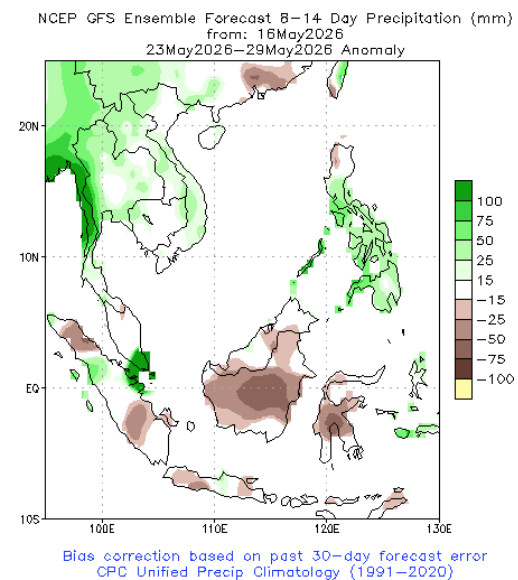 NCEP GFS Ensemble Forecast 8-14 Day Precipitation (mm)
from: 16May2026
23May2026-29May2026 Anomaly
20N
10N
EQ
10S
100E
110E
120E
130E
100
75
50
25
15
-15
-25
-50
-75
-100
Bias correction based on past 30-day forecast error
CPC Unified Precip Climatology (1991-2020)